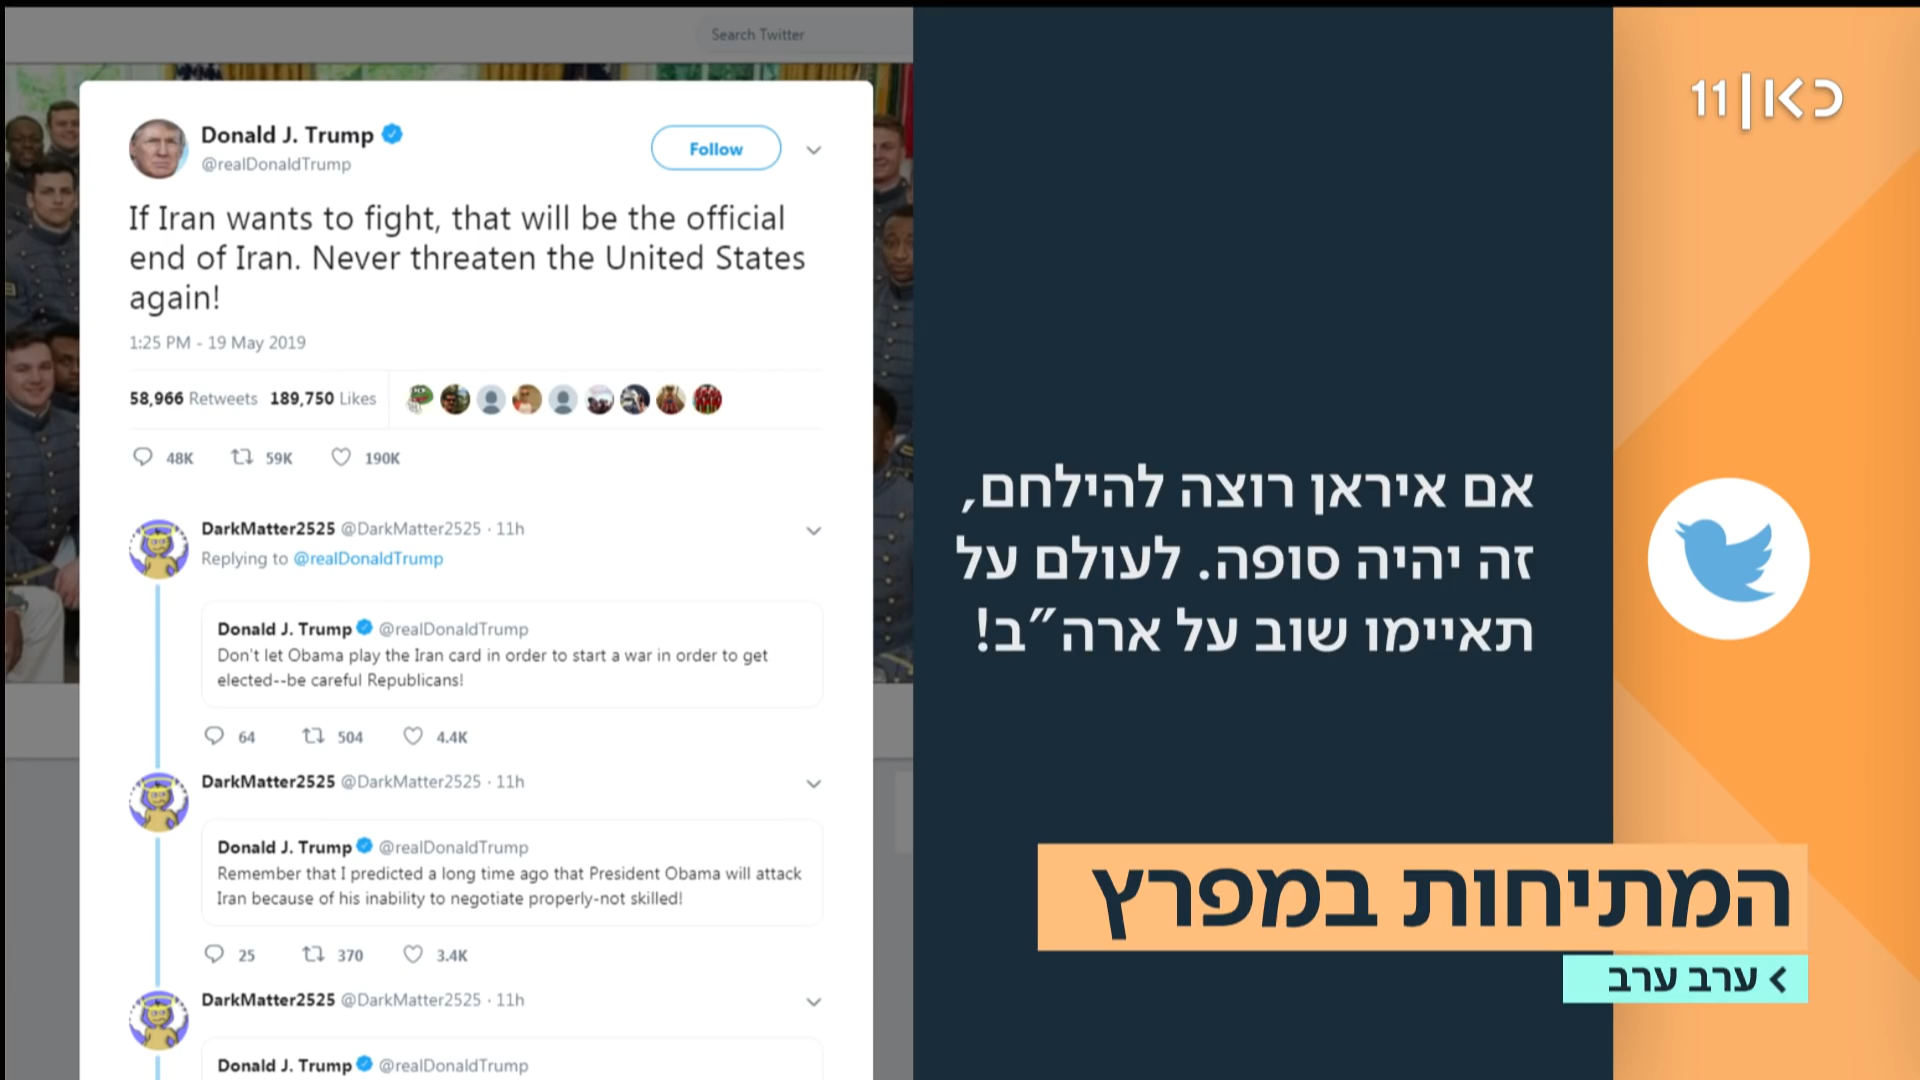 Search Twitter
Donald J. Trump
@realDonaldTrump
Follow
If Iran wants to fight, that will be the official
end of Iran. Never threaten the United States
again!
1:25 PM - 19 May 2019
58,966 Retweets 189,750 Likes
48K 59K 190K
DarkMatter2525 @DarkMatter2525 · 11h
Replying to @realDonaldTrump
Donald J. Trump @realDonaldTrump
Don't let Obama play the Iran card in order to start a war in order to get
elected--be careful Republicans!
64 504 4.4K
DarkMatter2525 @DarkMatter2525 · 11h
Donald J. Trump @realDonaldTrump
Remember that I predicted a long time ago that President Obama will attack
Iran because of his inability to negotiate properly-not skilled!
25 370 3.4K
DarkMatter2525 @DarkMatter2525 · 11h
Donald J. Trump @realDonaldTrump
כאן|11
אם איראן רוצה להילחם,
זה יהיה סופה. לעולם על
תאיימו שוב על ארה״ב!
המתיחות במפרץ
ערב ערב